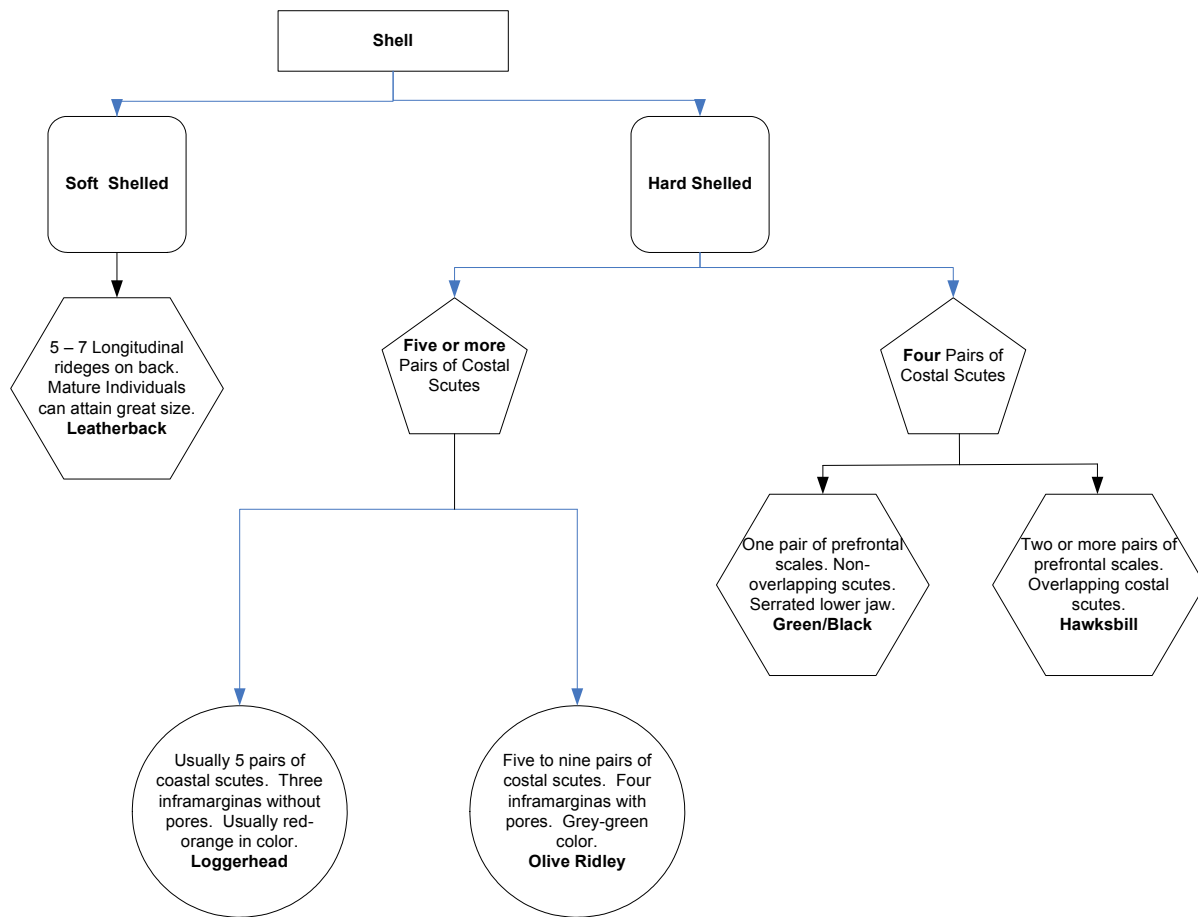 Shell
Soft Shelled
Hard Shelled
5 – 7 Longitudinal
rideges on back.
Mature Individuals
can attain great size.
Leatherback
Five or more
Pairs of Costal
Scutes
Four Pairs of
Costal Scutes
One pair of prefrontal
scales. Non-
overlapping scutes.
Serrated lower jaw.
Green/Black
Two or more pairs of
prefrontal scales.
Overlapping costal
scutes.
Hawksbill
Usually 5 pairs of
coastal scutes. Three
inframarginas without
pores. Usually red-
orange in color.
Loggerhead
Five to nine pairs of
costal scutes. Four
inframarginas with
pores. Grey-green
color.
Olive Ridley